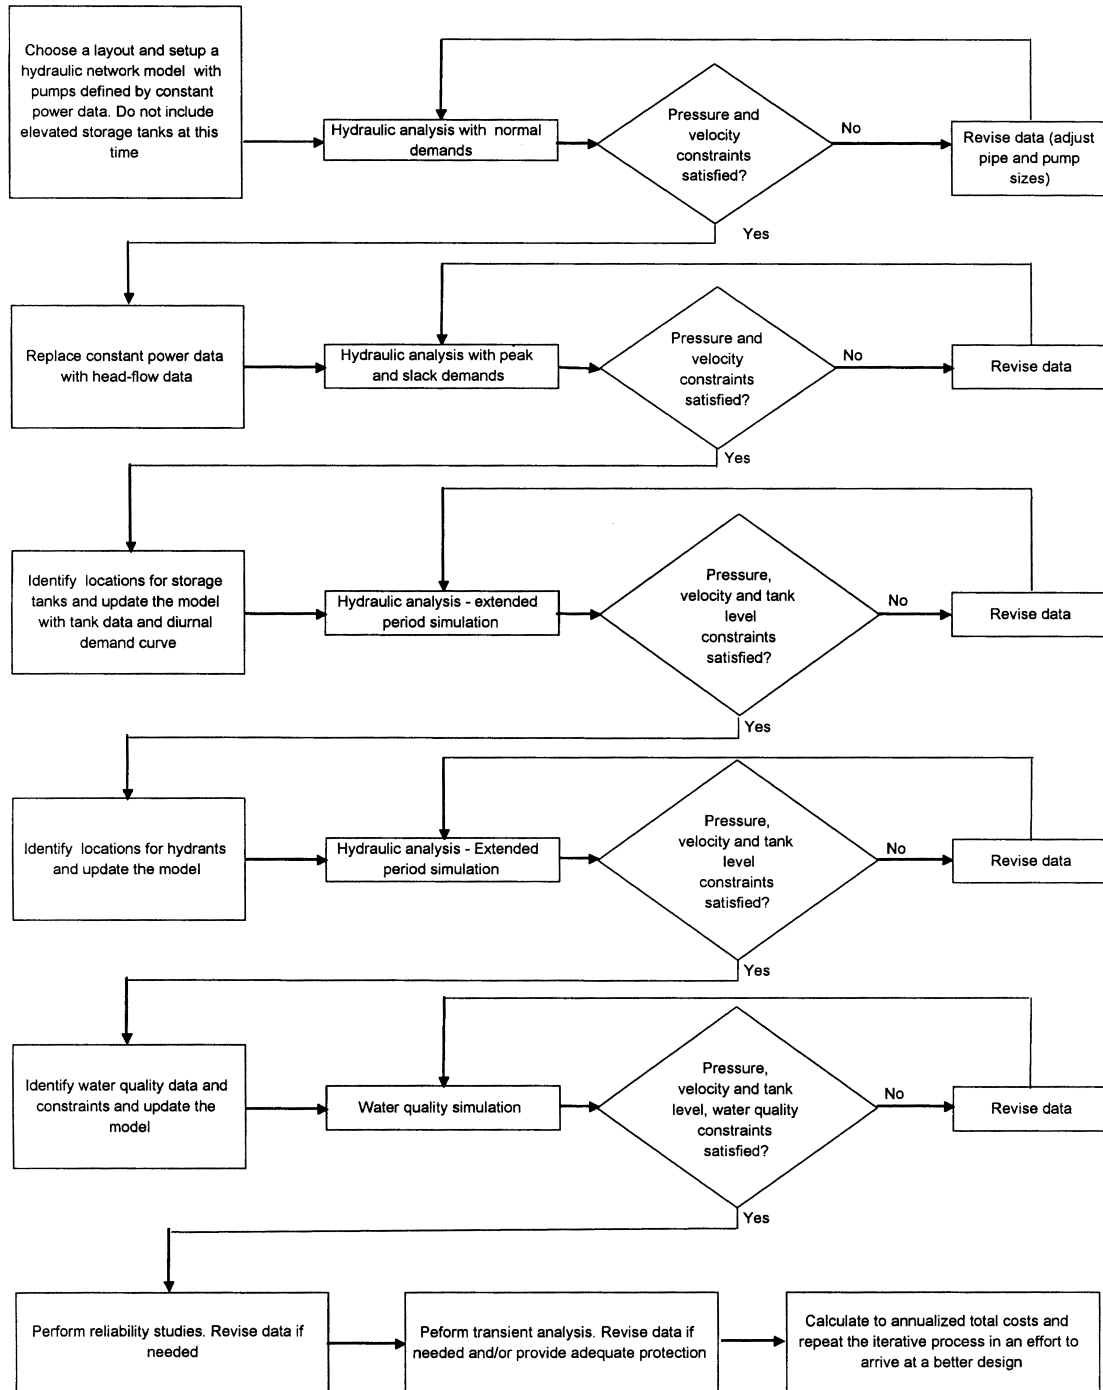 Choose a layout and setup a
hydraulic network model with
pumps defined by constant
power data. Do not include
elevated storage tanks at this
time
Hydraulic analysis with normal
demands
Pressure and
velocity
constraints
satisfied?
No
Revise data (adjust
pipe and pump
sizes)
Yes
Replace constant power data
with head-flow data
Hydraulic analysis with peak
and slack demands
Pressure and
velocity
constraints
satisfied?
No
Revise data
Yes
Identify locations for storage
tanks and update the model
with tank data and diurnal
demand curve
Hydraulic analysis - extended
period simulation
Pressure,
velocity and tank
level
constraints
satisfied?
No
Revise data
Yes
Identify locations for hydrants
and update the model
Hydraulic analysis - Extended
period simulation
Pressure,
velocity and tank
level
constraints
satisfied?
No
Revise data
Yes
Identify water quality data and
constraints and update the
model
Water quality simulation
Pressure,
velocity and tank
level, water quality
constraints
satisfied?
No
Revise data
Yes
Perform reliability studies. Revise data if
needed
Peform transient analysis. Revise data if
needed and/or provide adequate protection
Calculate to annualized total costs and
repeat the iterative process in an effort to
arrive at a better design